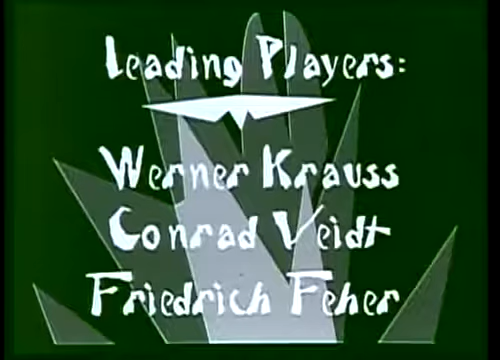 Leading Players:
Werner Krauss
Conrad Veidt
Friedrich Feher